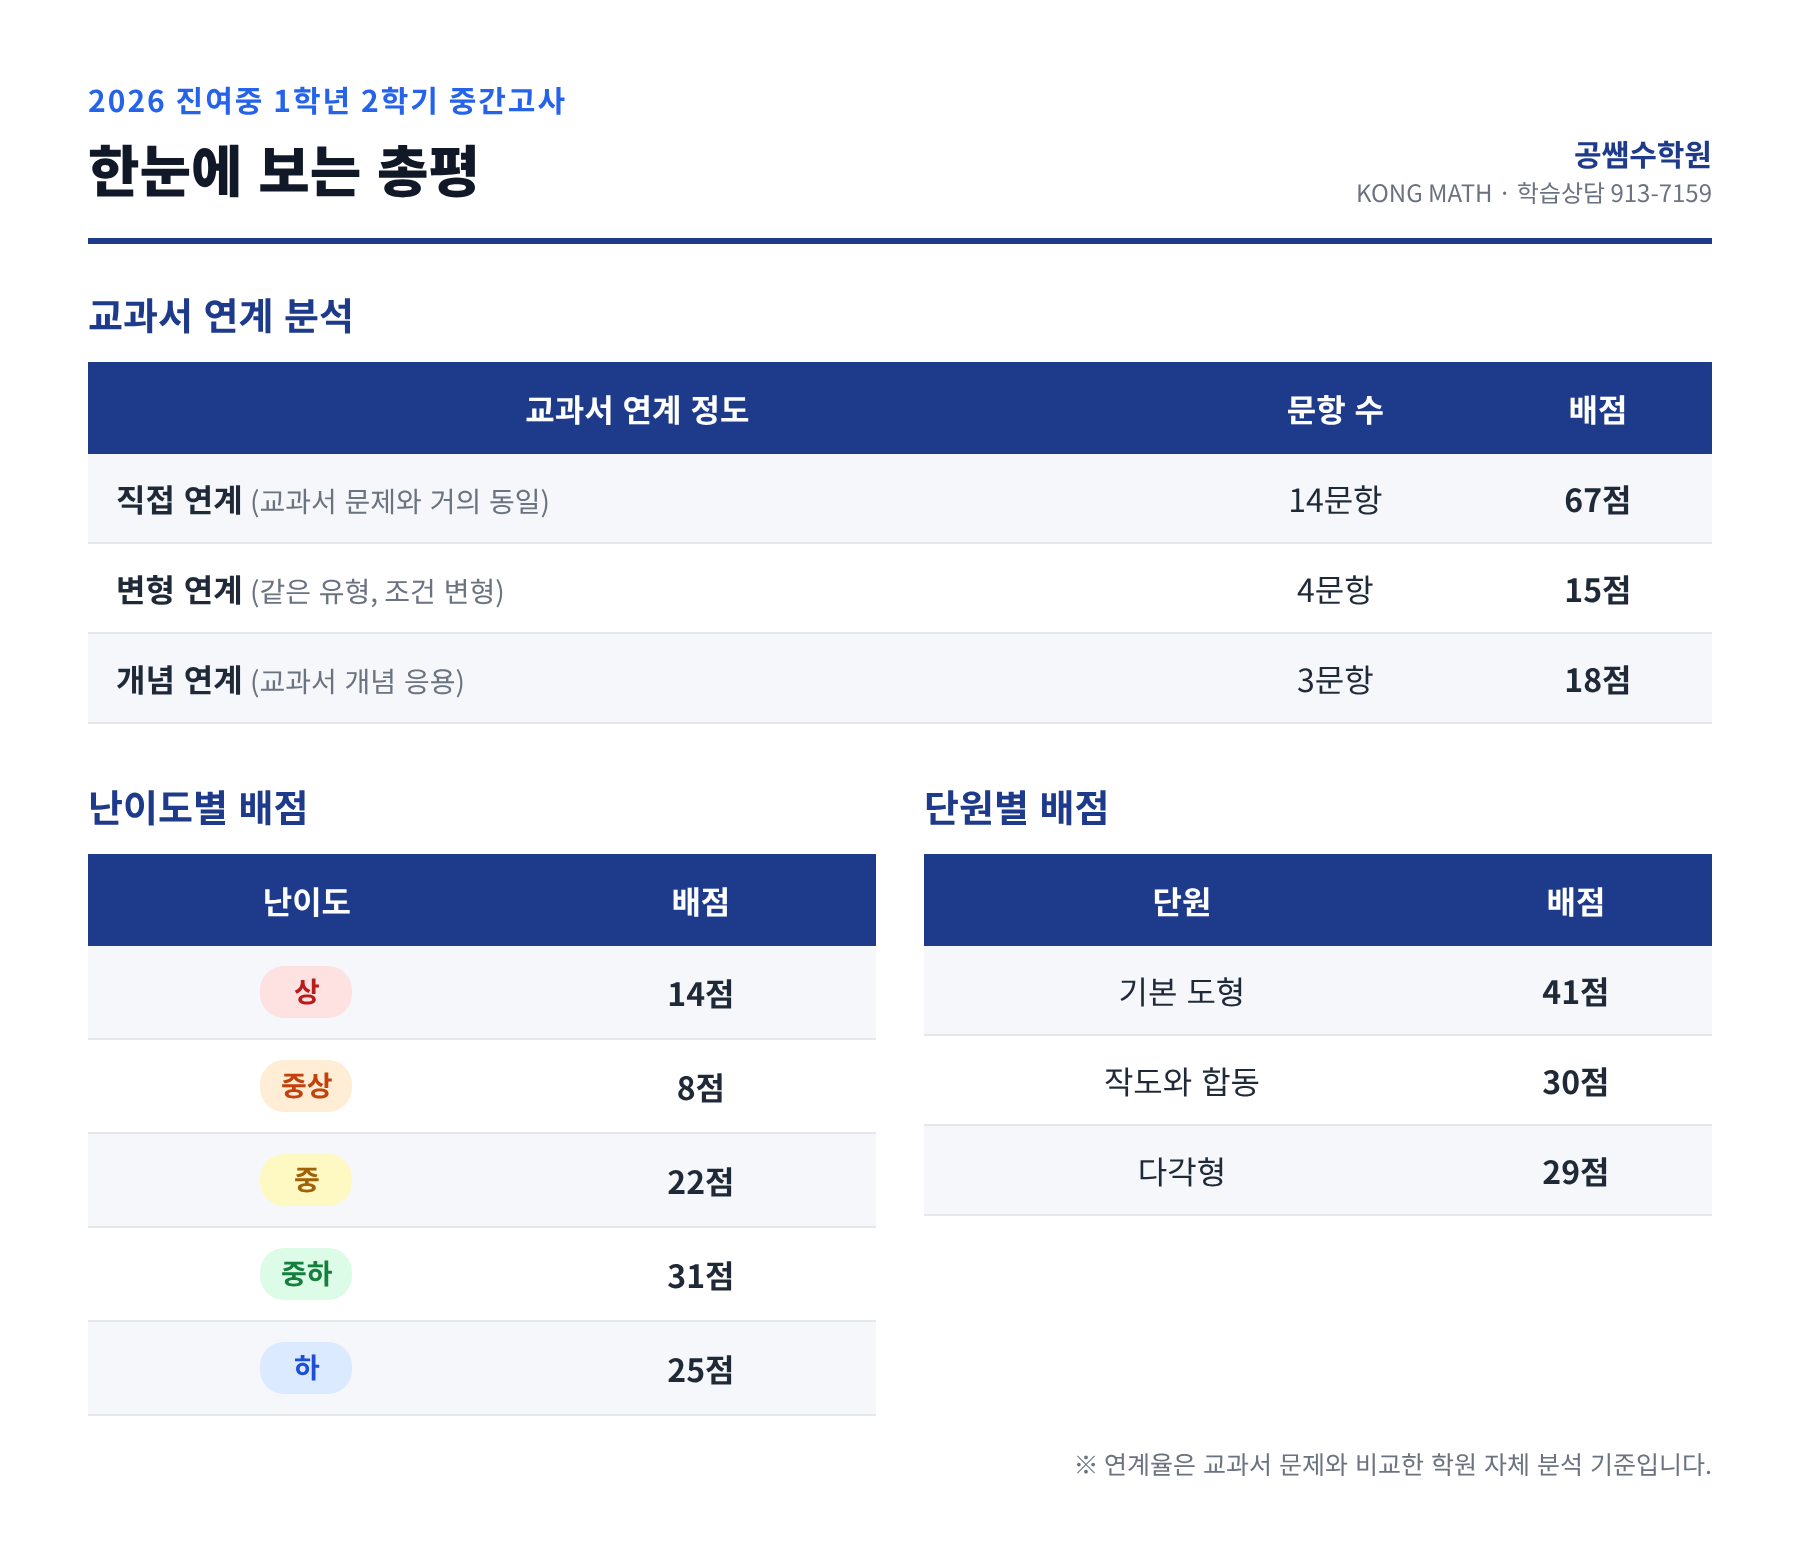 2026 진여중 1학년 2학기 중간고사
한눈에 보는 총평
공쌤수학원
KONG MATH · 학습상담 913-7159
교과서 연계 분석
교과서 연계 정도 문항 수 배점
직접 연계 (교과서 문제와 거의 동일) 14문항 67점
변형 연계 (같은 유형, 조건 변형) 4문항 15점
개념 연계 (교과서 개념 응용) 3문항 18점
난이도별 배점
난이도 배점
상 14점
중상 8점
중 22점
중하 31점
하 25점
단원별 배점
단원 배점
기본 도형 41점
작도와 합동 30점
다각형 29점
※ 연계율은 교과서 문제와 비교한 학원 자체 분석 기준입니다.